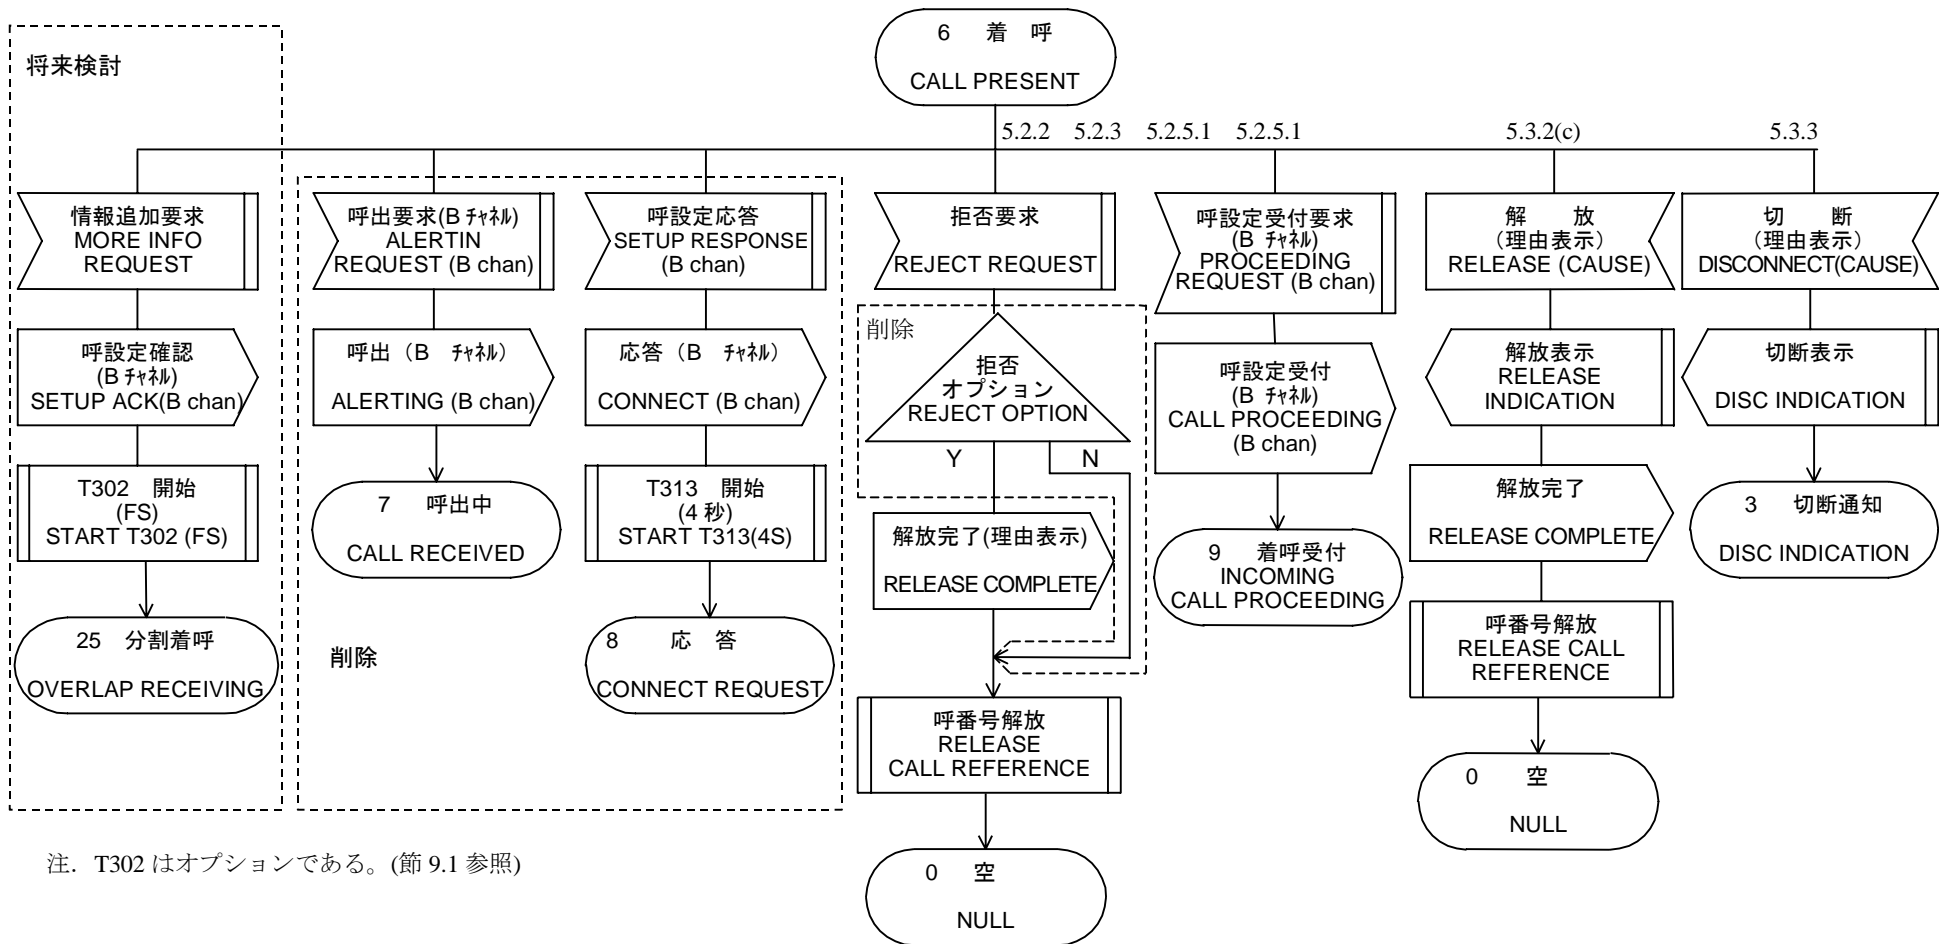 6 着 呼
CALL PRESENT
将来検討
5.2.2 5.2.3 5.2.5.1 5.2.5.1 5.3.2(c) 5.3.3
情報追加要求
MORE INFO
REQUEST
呼設定確認
(B ﾁｬﾈﾙ)
SETUP ACK(B chan)
T302 開始
(FS)
START T302 (FS)
25 分割着呼
OVERLAP RECEIVING
呼出要求(B ﾁｬﾈﾙ)
ALERTIN
REQUEST (B chan)
呼出（B ﾁｬﾈﾙ）
ALERTING (B chan)
7 呼出中
CALL RECEIVED
削除
呼設定応答
SETUP RESPONSE
(B chan)
応答（B ﾁｬﾈﾙ）
CONNECT (B chan)
T313 開始
(4 秒)
START T313(4S)
8 応 答
CONNECT REQUEST
拒否要求
REJECT REQUEST
削除
拒否
オプション
REJECT OPTION
Y N
解放完了(理由表示)
RELEASE COMPLETE
呼番号解放
RELEASE
CALL REFERENCE
0 空
NULL
呼設定受付要求
(B ﾁｬﾈﾙ)
PROCEEDING
REQUEST (B chan)
呼設定受付
(B ﾁｬﾈﾙ)
CALL PROCEEDING
(B chan)
9 着呼受付
INCOMING
CALL PROCEEDING
解 放
（理由表示）
RELEASE (CAUSE)
解放表示
RELEASE
INDICATION
解放完了
RELEASE COMPLETE
呼番号解放
RELEASE CALL
REFERENCE
0 空
NULL
切 断
（理由表示）
DISCONNECT(CAUSE)
切断表示
DISC INDICATION
3 切断通知
DISC INDICATION
注．T302 はオプションである。(節 9.1 参照)